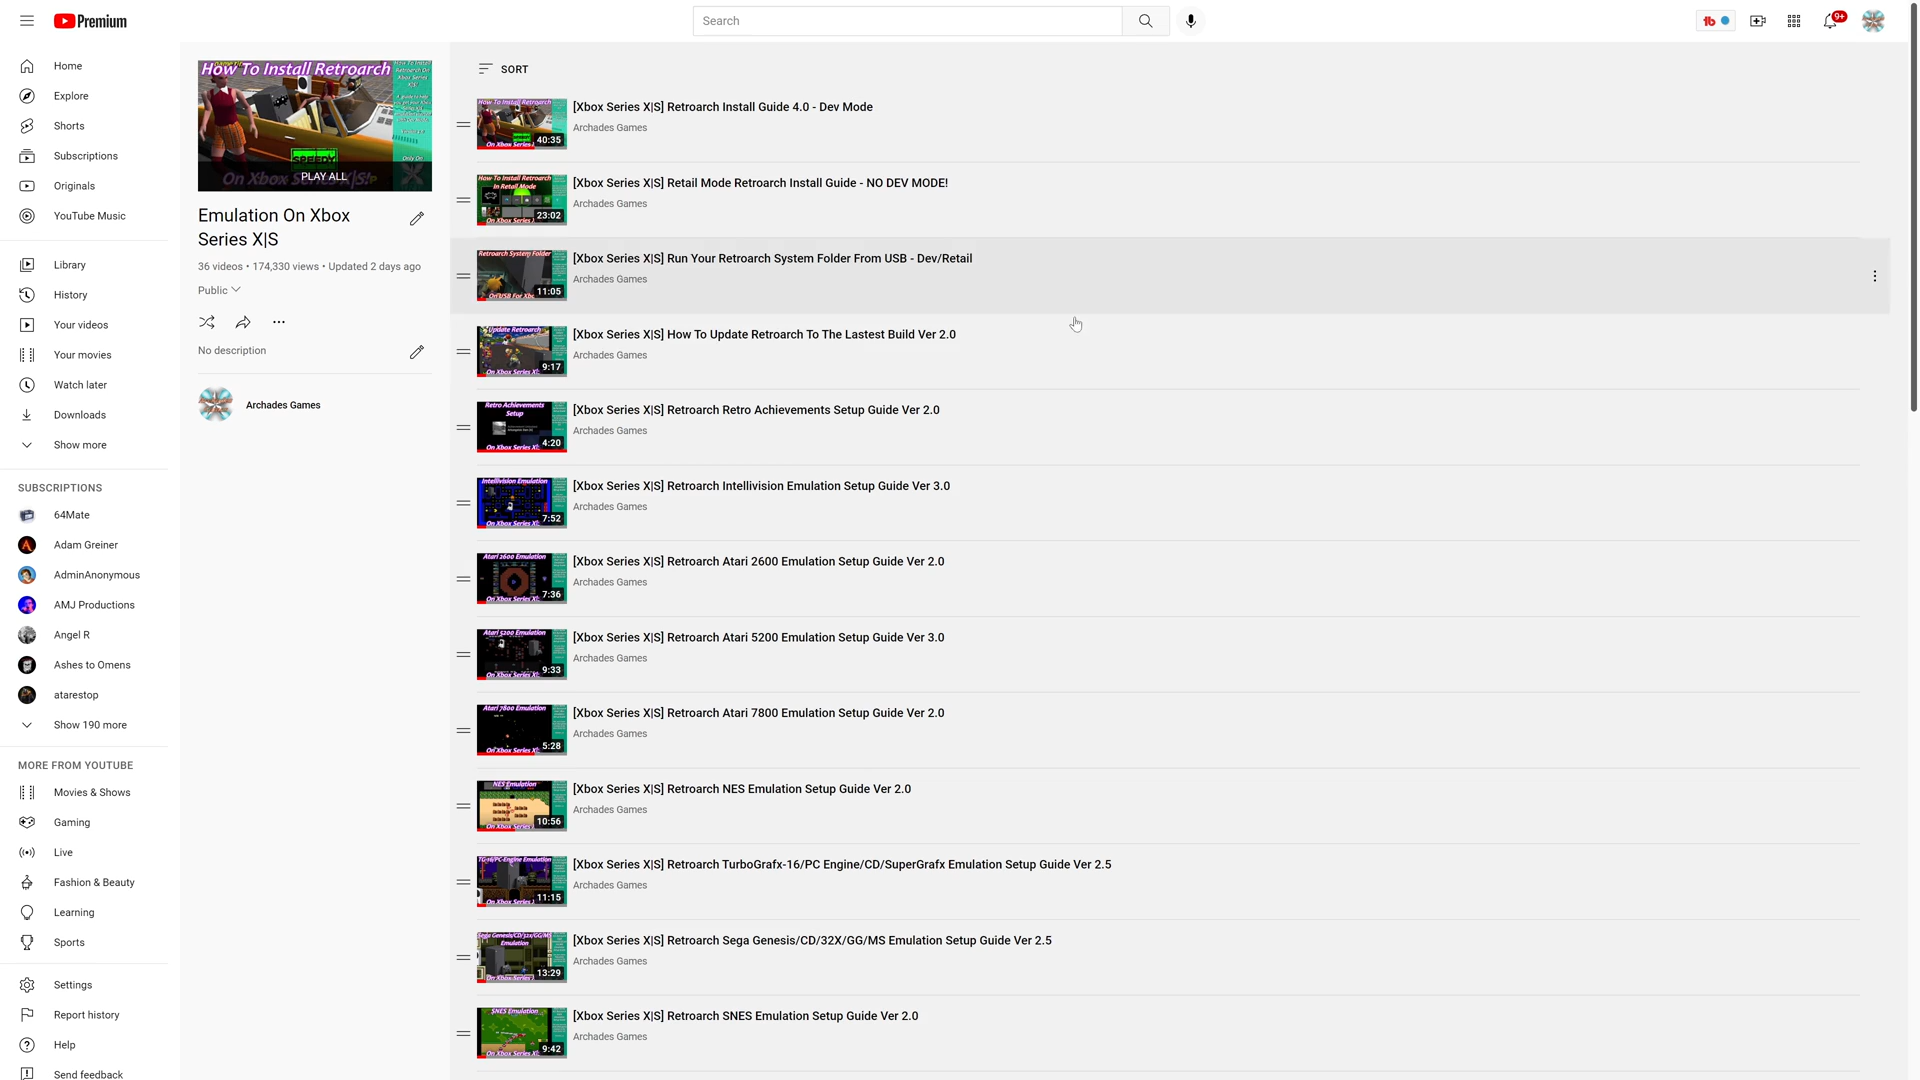 Premium
Search
9+
Home
Explore
Shorts
Subscriptions
Originals
YouTube Music
Library
History
Your videos
Your movies
Watch later
Downloads
Show more
SUBSCRIPTIONS
64Mate
Adam Greiner
AdminAnonymous
AMJ Productions
Angel R
Ashes to Omens
atarestop
Show 190 more
MORE FROM YOUTUBE
Movies & Shows
Gaming
Live
Fashion & Beauty
Learning
Sports
Settings
Report history
Help
Send feedback
How To Install Retroarch
SPEEDY
On Xbox Series X|S!
PLAY ALL
Emulation On Xbox
Series X|S
36 videos • 174,330 views • Updated 2 days ago
Public
No description
Archades Games
SORT
40:35
[Xbox Series X|S] Retroarch Install Guide 4.0 - Dev Mode
Archades Games
23:02
[Xbox Series X|S] Retail Mode Retroarch Install Guide - NO DEV MODE!
Archades Games
11:05
[Xbox Series X|S] Run Your Retroarch System Folder From USB - Dev/Retail
Archades Games
9:17
[Xbox Series X|S] How To Update Retroarch To The Lastest Build Ver 2.0
Archades Games
4:20
[Xbox Series X|S] Retroarch Retro Achievements Setup Guide Ver 2.0
Archades Games
7:52
[Xbox Series X|S] Retroarch Intellivision Emulation Setup Guide Ver 3.0
Archades Games
7:36
[Xbox Series X|S] Retroarch Atari 2600 Emulation Setup Guide Ver 2.0
Archades Games
9:33
[Xbox Series X|S] Retroarch Atari 5200 Emulation Setup Guide Ver 3.0
Archades Games
5:28
[Xbox Series X|S] Retroarch Atari 7800 Emulation Setup Guide Ver 2.0
Archades Games
10:56
[Xbox Series X|S] Retroarch NES Emulation Setup Guide Ver 2.0
Archades Games
11:15
[Xbox Series X|S] Retroarch TurboGrafx-16/PC Engine/CD/SuperGrafx Emulation Setup Guide Ver 2.5
Archades Games
13:29
[Xbox Series X|S] Retroarch Sega Genesis/CD/32X/GG/MS Emulation Setup Guide Ver 2.5
Archades Games
9:42
[Xbox Series X|S] Retroarch SNES Emulation Setup Guide Ver 2.0
Archades Games